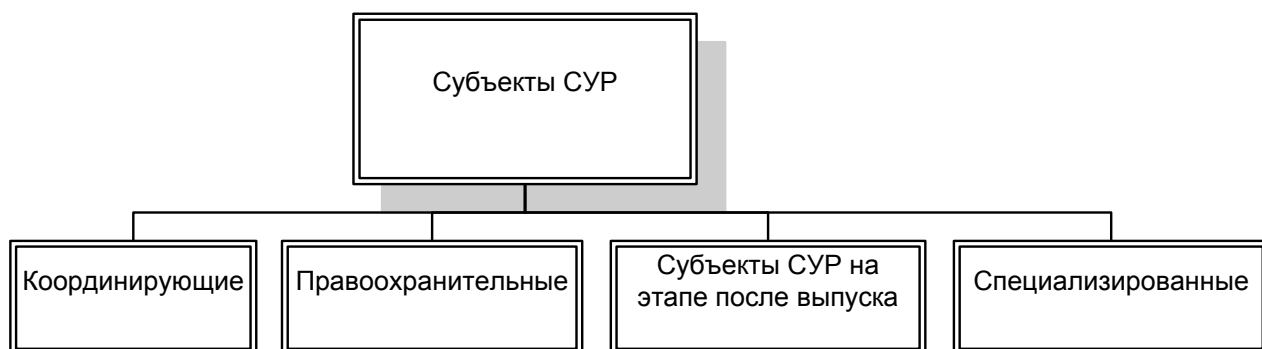 Субъекты СУР
Координирующие
Правоохранительные
Субъекты СУР на
этапе после выпуска
Специализированные